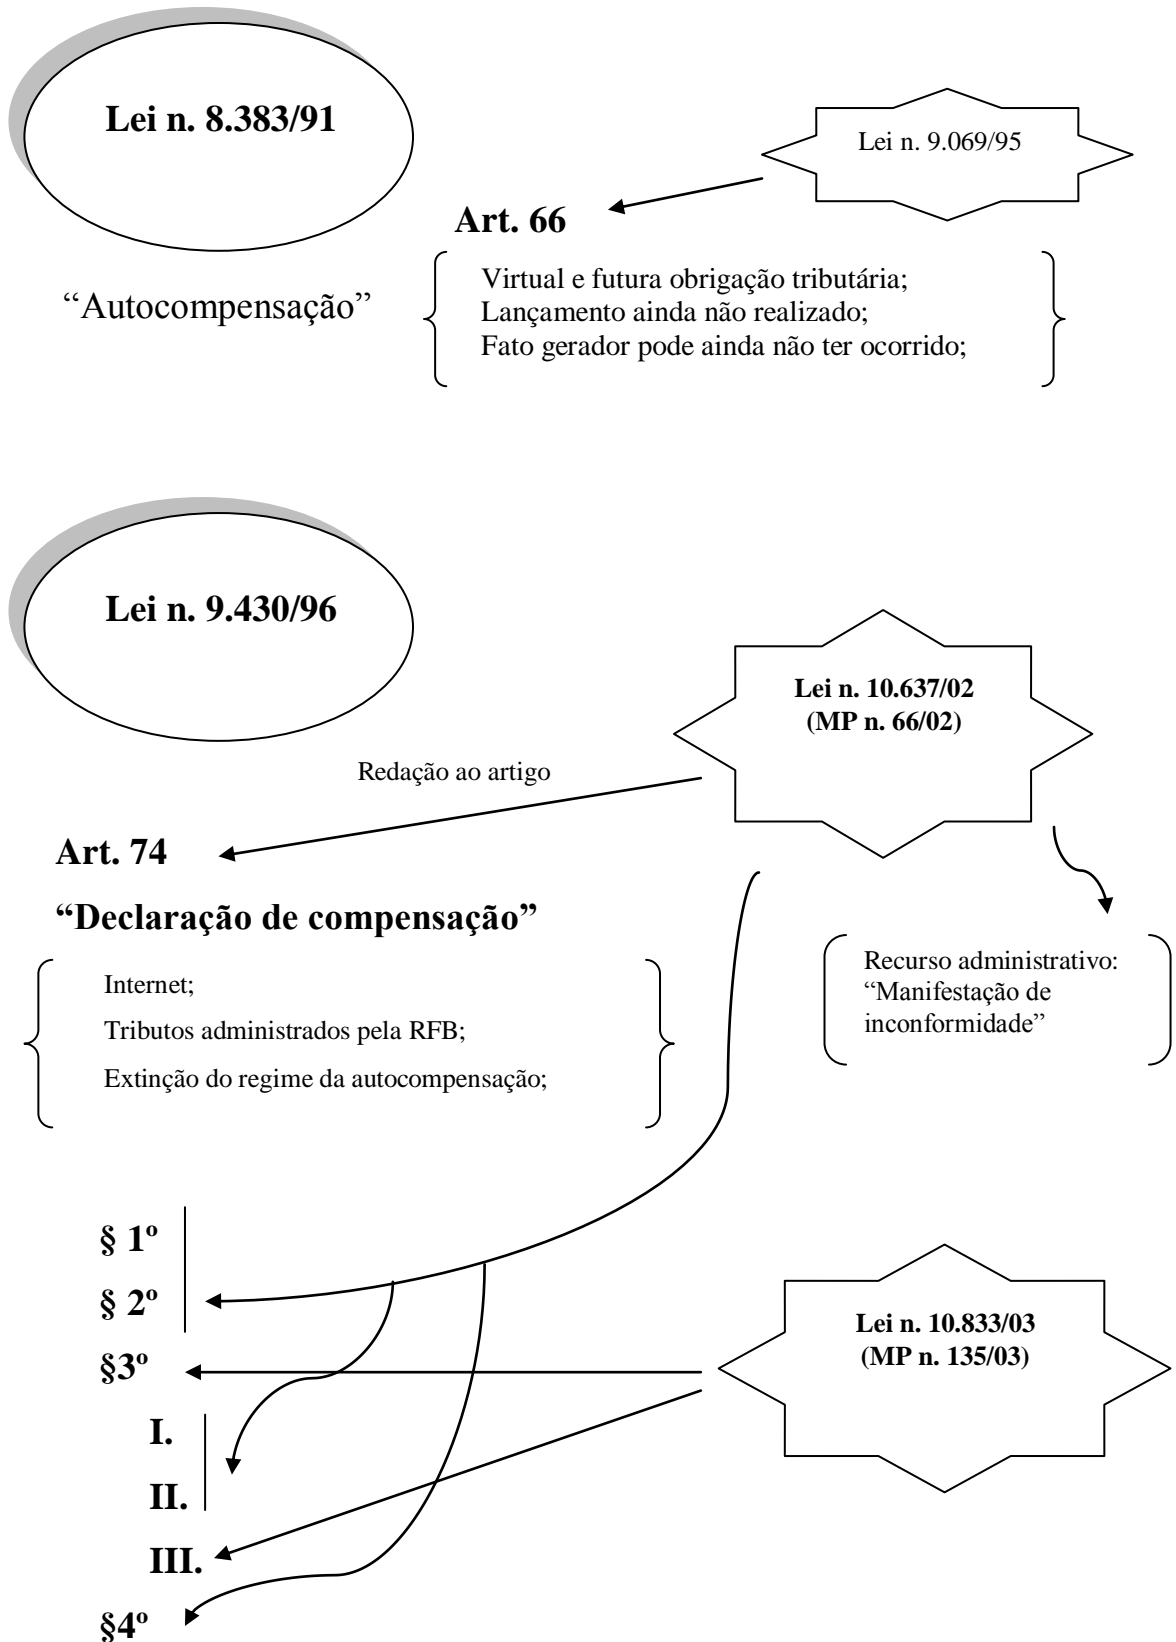 Lei n. 8.383/91
Lei n. 9.069/95
Art. 66
“Autocompensação”
Virtual e futura obrigação tributária;
Lançamento ainda não realizado;
Fato gerador pode ainda não ter ocorrido;
Lei n. 9.430/96
Lei n. 10.637/02
(MP n. 66/02)
Redação ao artigo
Art. 74
“Declaração de compensação”
Internet;
Tributos administrados pela RFB;
Extinção do regime da autocompensação;
Recurso administrativo:
“Manifestação de
inconformidade”
§ 1º
§ 2º
§3º
I.
II.
III.
§4º
Lei n. 10.833/03
(MP n. 135/03)